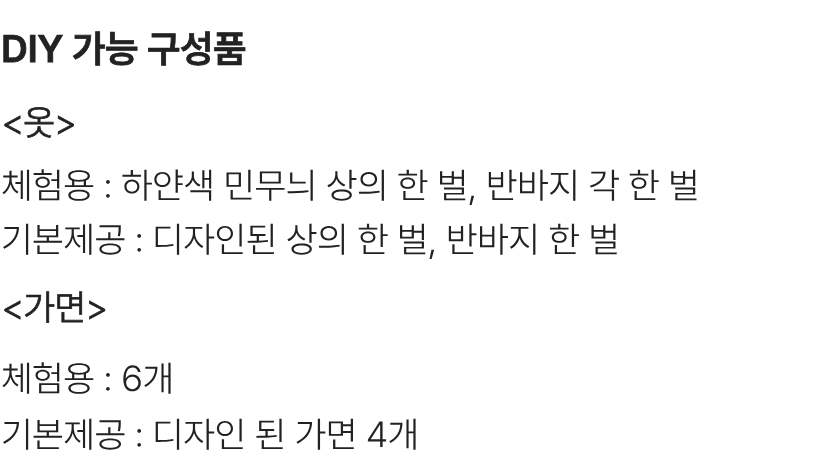 DIY 가능 구성품
<옷>
체험용 : 하얀색 민무늬 상의 한 벌, 반바지 각 한 벌
기본제공 : 디자인된 상의 한 벌, 반바지 한 벌
<가면>
체험용 : 6개
기본제공 : 디자인 된 가면 4개